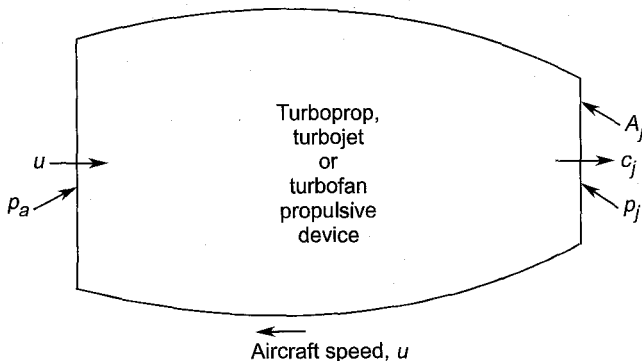 Turboprop,
turbojet
or
turbofan
propulsive
device
u
p_a
A_j
c_j
p_j
Aircraft speed, u